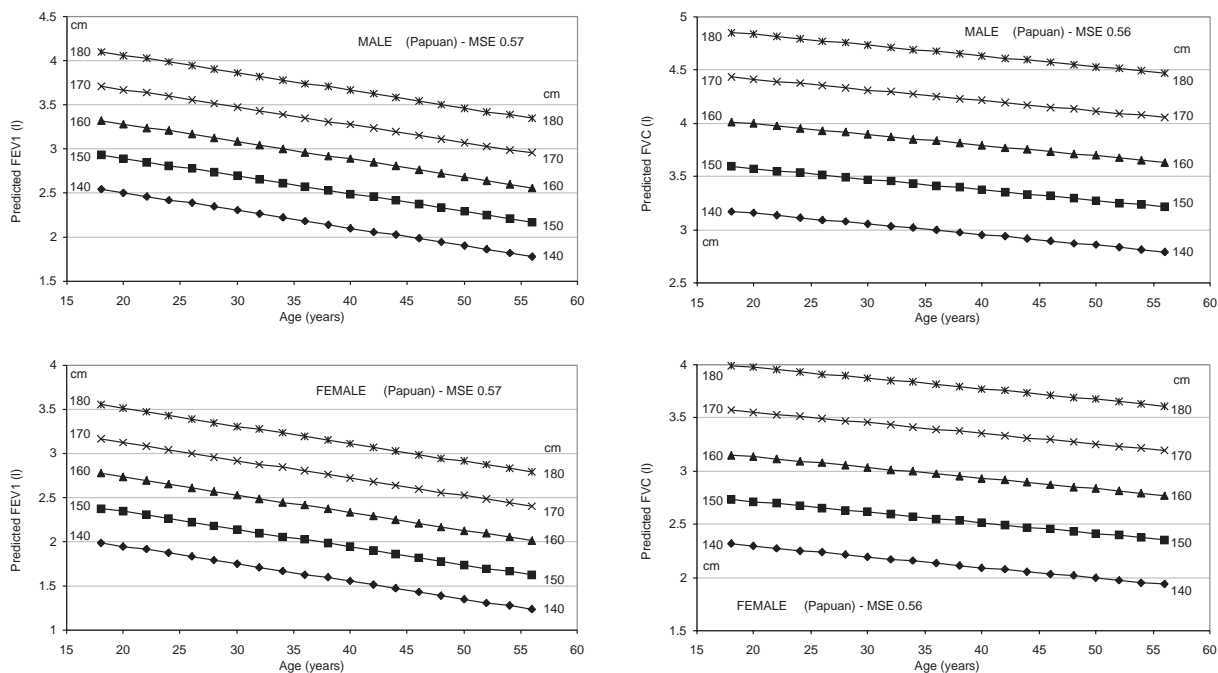 MALE (Papuan) - MSE 0.57
cm
4.5
4
3.5
3
2.5
2
1.5
Predicted FEV1 (l)
180
170
160
150
140
cm
180
170
160
150
140
15 20 25 30 35 40 45 50 55 60
Age (years)
MALE (Papuan) - MSE 0.56
5
4.5
4
3.5
3
2.5
Predicted FVC (l)
180
170
160
150
140
cm
cm
180
170
160
150
140
15 20 25 30 35 40 45 50 55 60
Age (years)
FEMALE (Papuan) - MSE 0.57
cm
4
3.5
3
2.5
2
1.5
1
Predicted FEV1 (l)
180
170
160
150
140
cm
180
170
160
150
140
15 20 25 30 35 40 45 50 55 60
Age (years)
4
3.5
3
2.5
2
1.5
Predicted FVC (l)
180
170
160
150
140
cm
cm
180
170
160
150
140
FEMALE (Papuan) - MSE 0.56
15 20 25 30 35 40 45 50 55 60
Age (years)